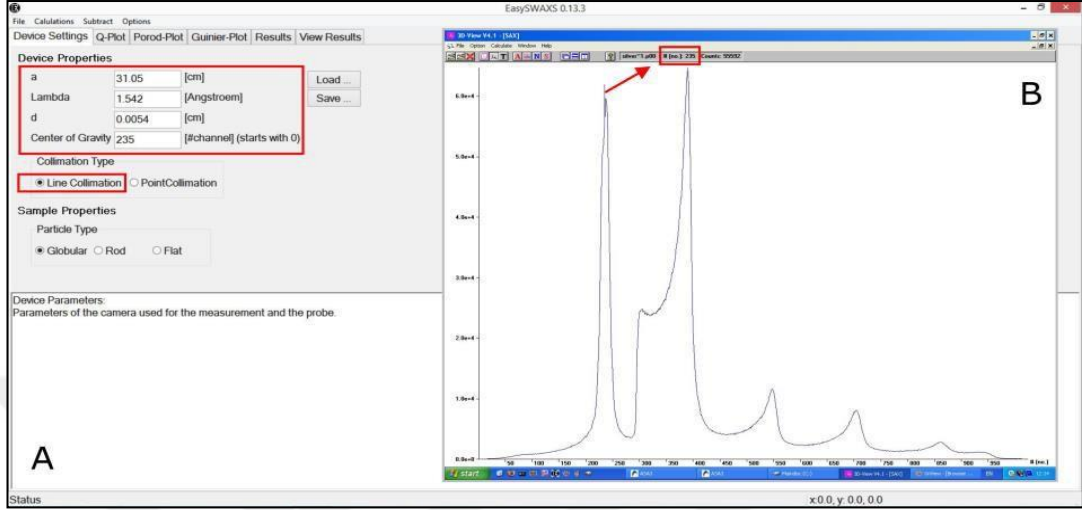 EasySWAXS 0.13.3
File Calulations Subtract Options
Device Settings Q-Plot Porod-Plot Guinier-Plot Results View Results
Device Properties
a 31.05 [cm] Load ...
Lambda 1.542 [Angstroem] Save ...
d 0.0054 [cm]
Center of Gravity 235 [#channel] (starts with 0)
Collimation Type
Line Collimation PointCollimation
Sample Properties
Particle Type
Globular Rod Flat
Device Parameters:
Parameters of the camera used for the measurement and the probe.
A
3D-View V4.1 - [SAX]
File Option Calculate Window Help
# [no.]: 235 Counts: 55552
B
6.0e+4
5.0e+4
4.0e+4
3.0e+4
2.0e+4
1.0e+4
0.0e+0
50 100 150 200 250 300 350 400 450 500 550 600 650 700 750 800 850 900 950 # [no.]
start
Status x:0.0, y: 0.0, 0.0